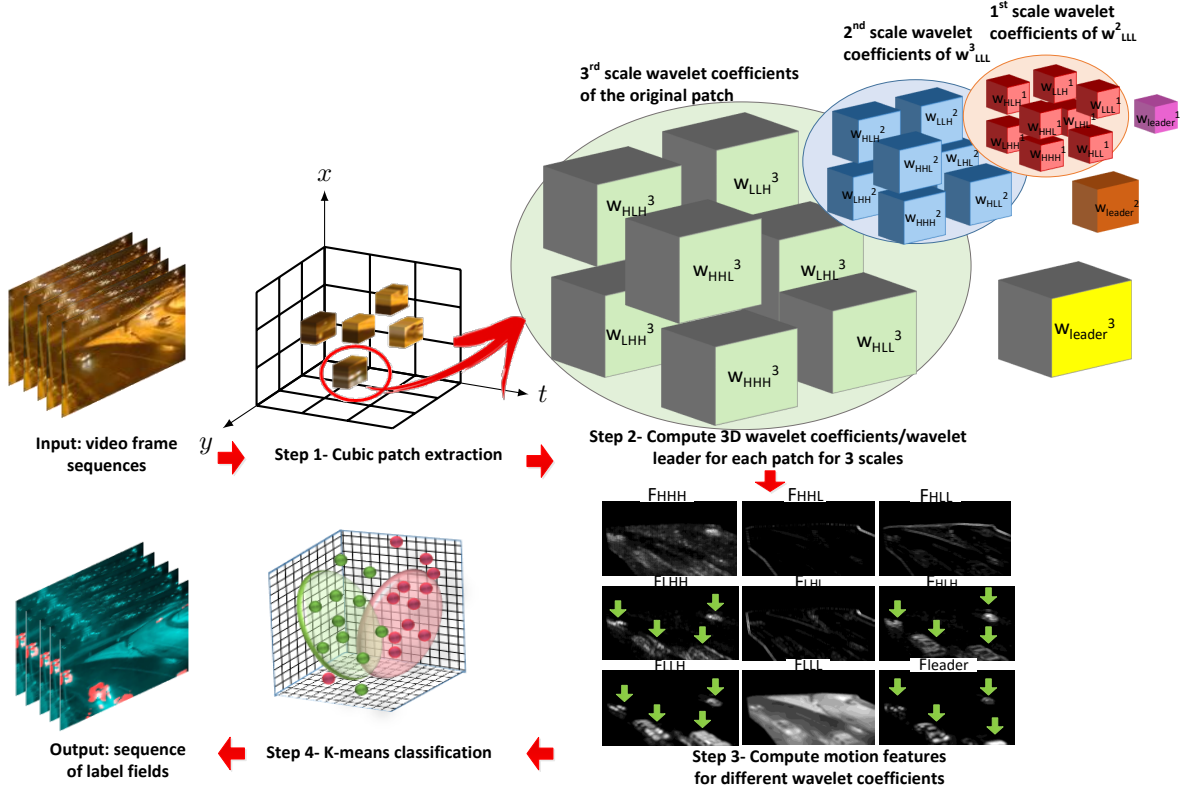 1st scale wavelet
coefficients of w2LLL
2nd scale wavelet
coefficients of w3LLL
3rd scale wavelet coefficients
of the original patch
wHLH3
wLLH3
wHHL3
wLHL3
wLHH3
wHHH3
wHLL3
wHLH2
wLLH2
wHHL2
wLHL2
wLHH2
wHHH2
wHLL2
wHLH1
wLLH1
wLLL1
wHHL1
wLHL1
wLHH1
wHHH1
wHLL1
wleader1
wleader2
wleader3
x
t
y
Input: video frame
sequences
Step 1- Cubic patch extraction
Step 2- Compute 3D wavelet coefficients/wavelet
leader for each patch for 3 scales
FHHH
FHHL
FHLL
FLHH
FLHL
FHLH
FLLH
FLLL
Fleader
Step 3- Compute motion features
for different wavelet coefficients
Step 4- K-means classification
Output: sequence
of label fields